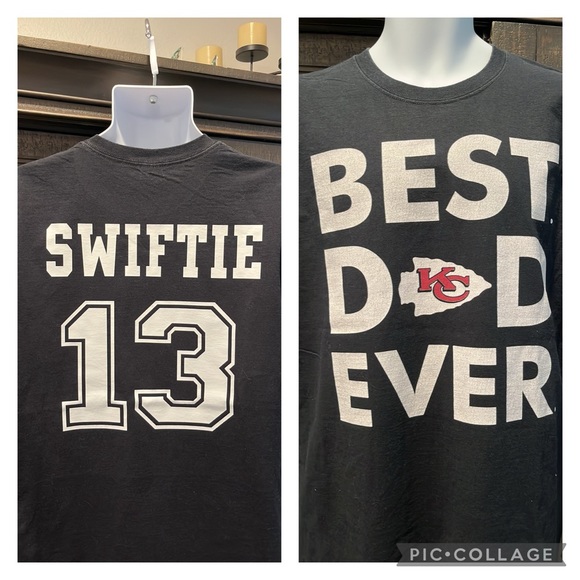 SWIFTIE
13
BEST.
D KC D
EVER.
PIC•COLLAGE